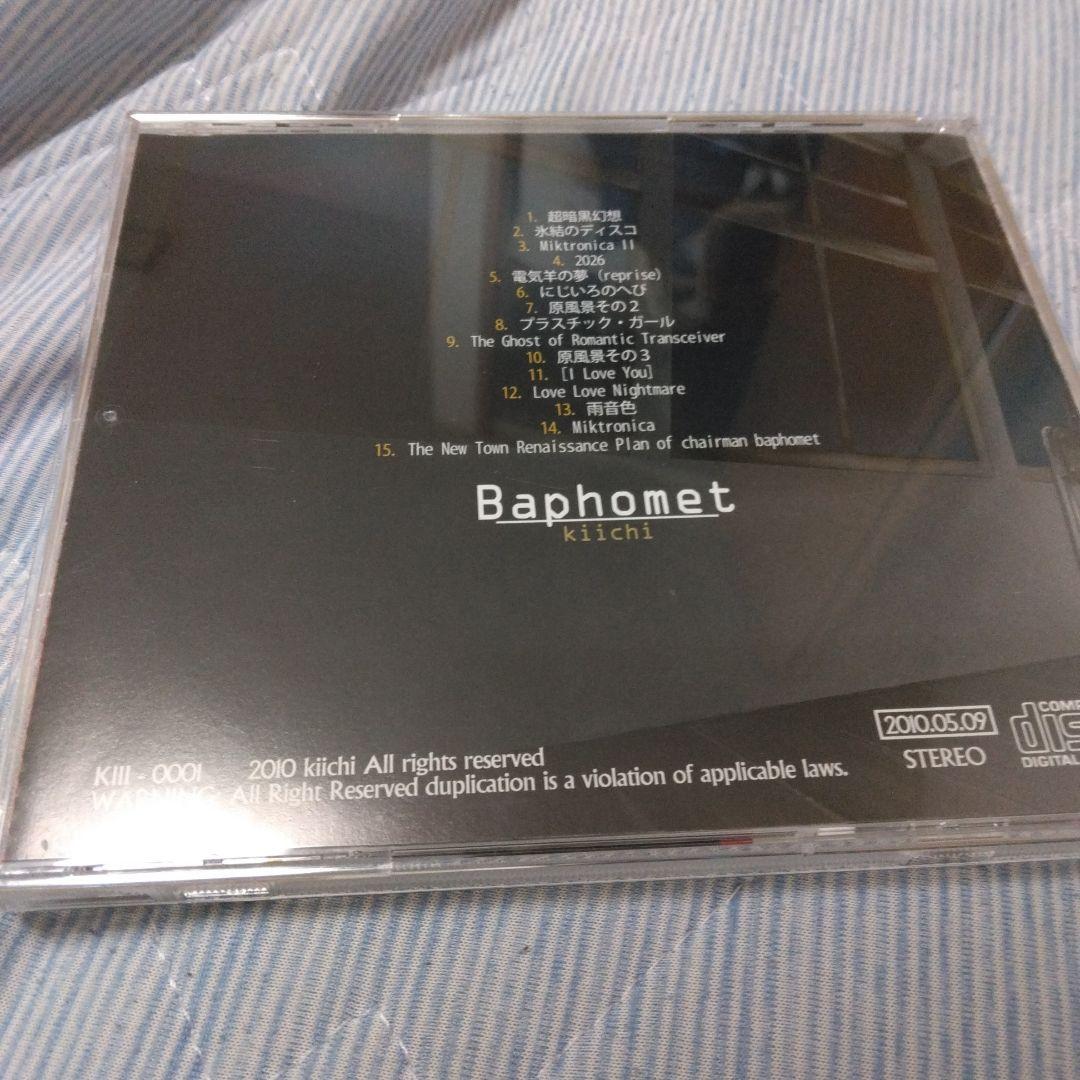 1. 超暗黒幻想
2. 氷結のディスコ
3. Miktronica II
4. 2026
5. 電気羊の夢 (reprise)
6. にじいろのへび
7. 原風景その２
8. プラスチック・ガール
9. The Ghost of Romantic Transceiver
10. 原風景その３
11. [I Love You]
12. Love Love Nightmare
13. 雨音色
14. Miktronica
15. The New Town Renaissance Plan of chairman baphomet
Baphomet
kiichi
KIII - 0001 2010 kiichi All rights reserved
WARNING: All Right Reserved duplication is a violation of applicable laws.
2010.05.09
STEREO
COMP
dis
DIGITAL